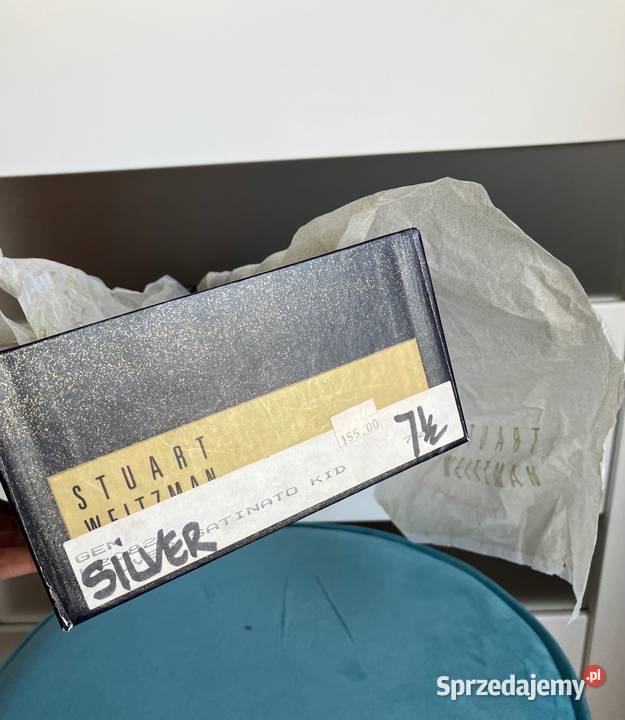 STUART
WEITZMAN
155.00
7½
GEN
SATINATO KID
SILVER
STUART
WEITZMAN
Sprzedajemy.pl